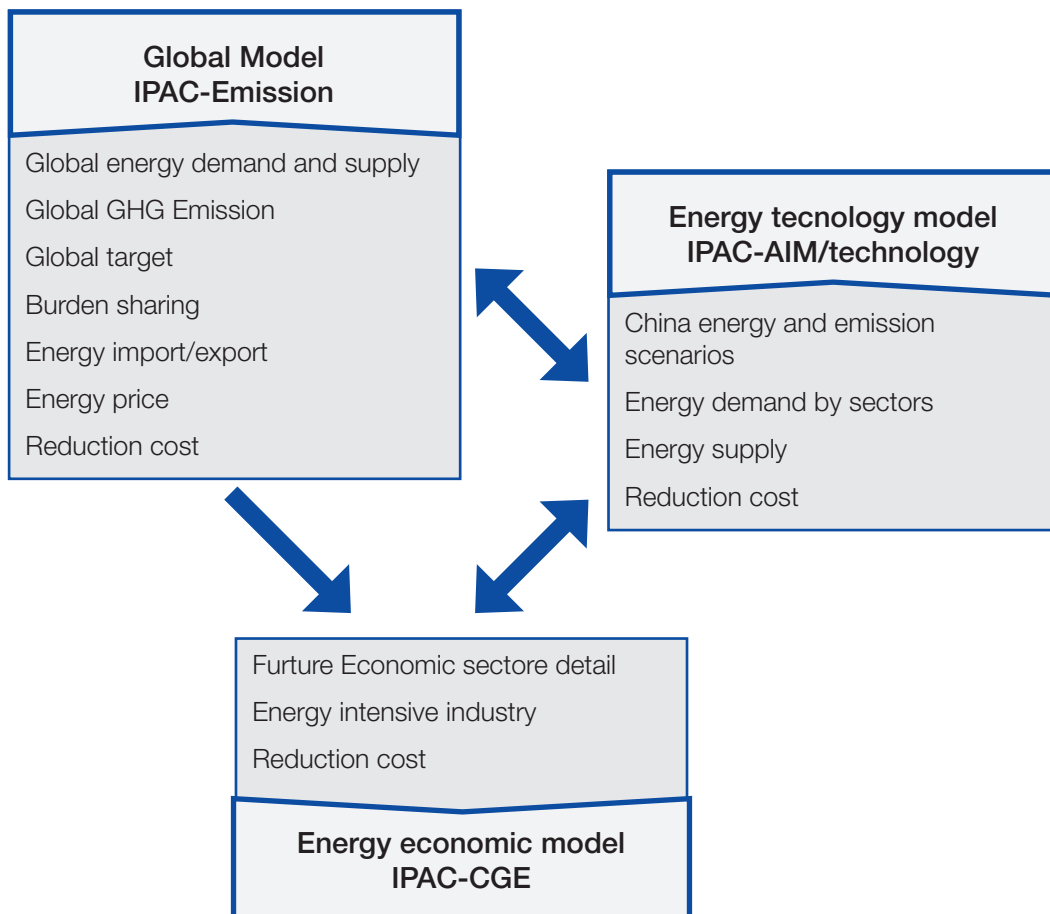 Global Model
IPAC-Emission
Global energy demand and supply
Global GHG Emission
Global target
Burden sharing
Energy import/export
Energy price
Reduction cost
Energy tecnology model
IPAC-AIM/technology
China energy and emission
scenarios
Energy demand by sectors
Energy supply
Reduction cost
Furture Economic sectore detail
Energy intensive industry
Reduction cost
Energy economic model
IPAC-CGE